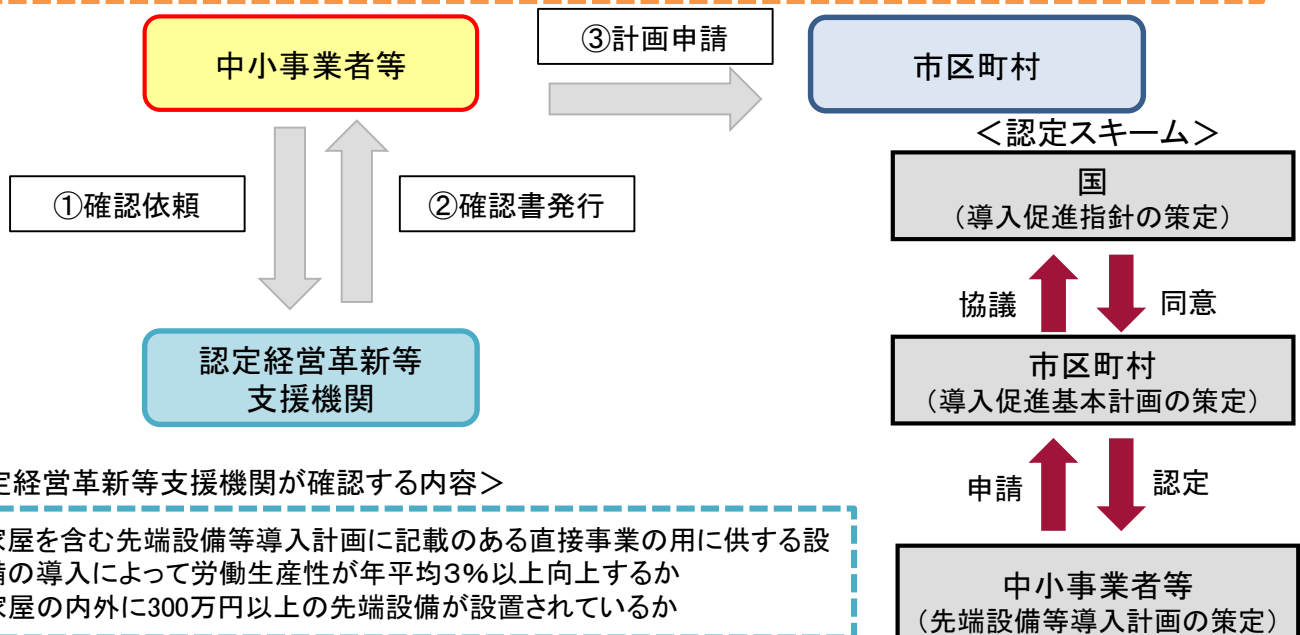 中小事業者等
③計画申請
市区町村
①確認依頼
②確認書発行
認定経営革新等
支援機関
＜認定スキーム＞
国
（導入促進指針の策定）
協議
同意
市区町村
（導入促進基本計画の策定）
申請
認定
中小事業者等
（先端設備等導入計画の策定）
定経営革新等支援機関が確認する内容＞
家屋を含む先端設備等導入計画に記載のある直接事業の用に供する設
備の導入によって労働生産性が年平均３％以上向上するか
家屋の内外に300万円以上の先端設備が設置されているか